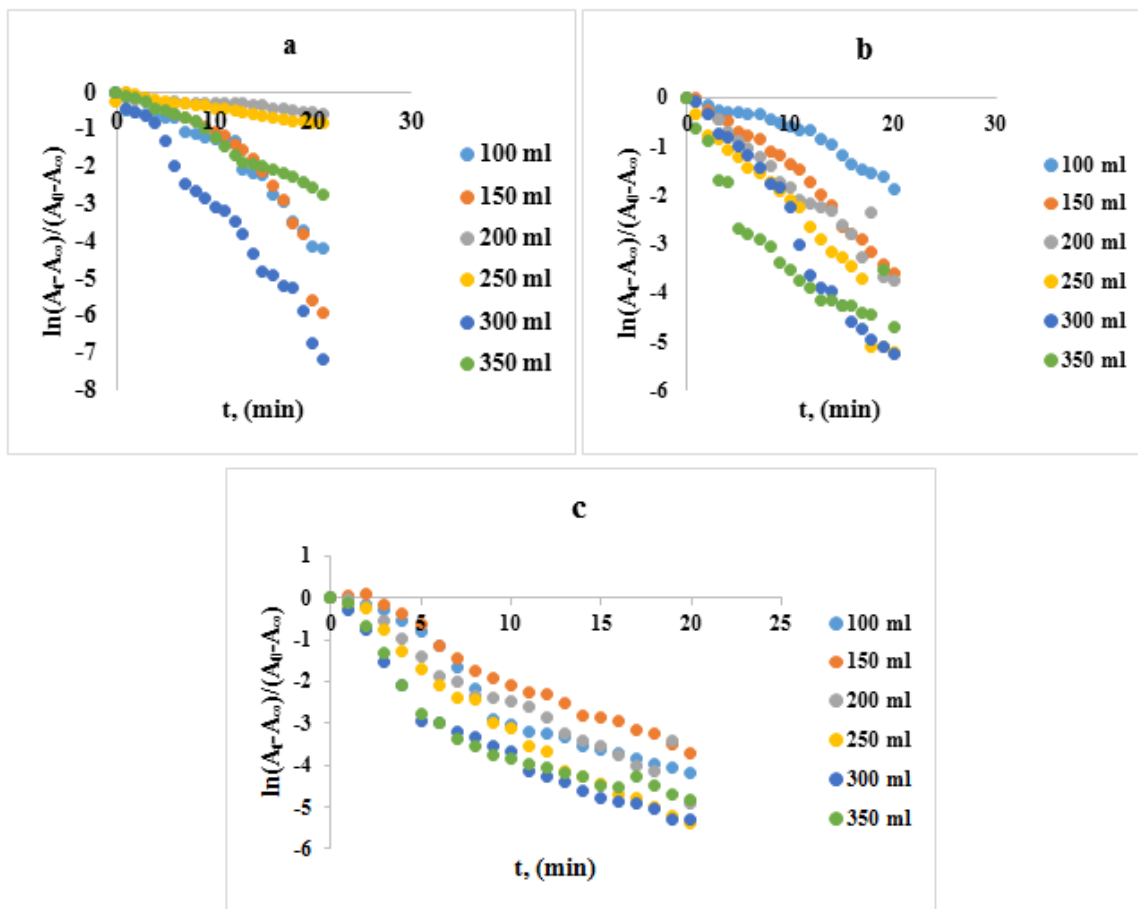 a
0
-1
-2
-3
-4
-5
-6
-7
-8
0 10 20 30
ln(Aₜ-A∞)/(A₀-A∞)
t, (min)
100 ml
150 ml
200 ml
250 ml
300 ml
350 ml
b
0
-1
-2
-3
-4
-5
-6
0 10 20 30
ln(Aₜ-A∞)/(A₀-A∞)
t, (min)
100 ml
150 ml
200 ml
250 ml
300 ml
350 ml
c
1
0
-1
-2
-3
-4
-5
-6
0 5 10 15 20 25
ln(Aₜ-A∞)/(A₀-A∞)
t, (min)
100 ml
150 ml
200 ml
250 ml
300 ml
350 ml